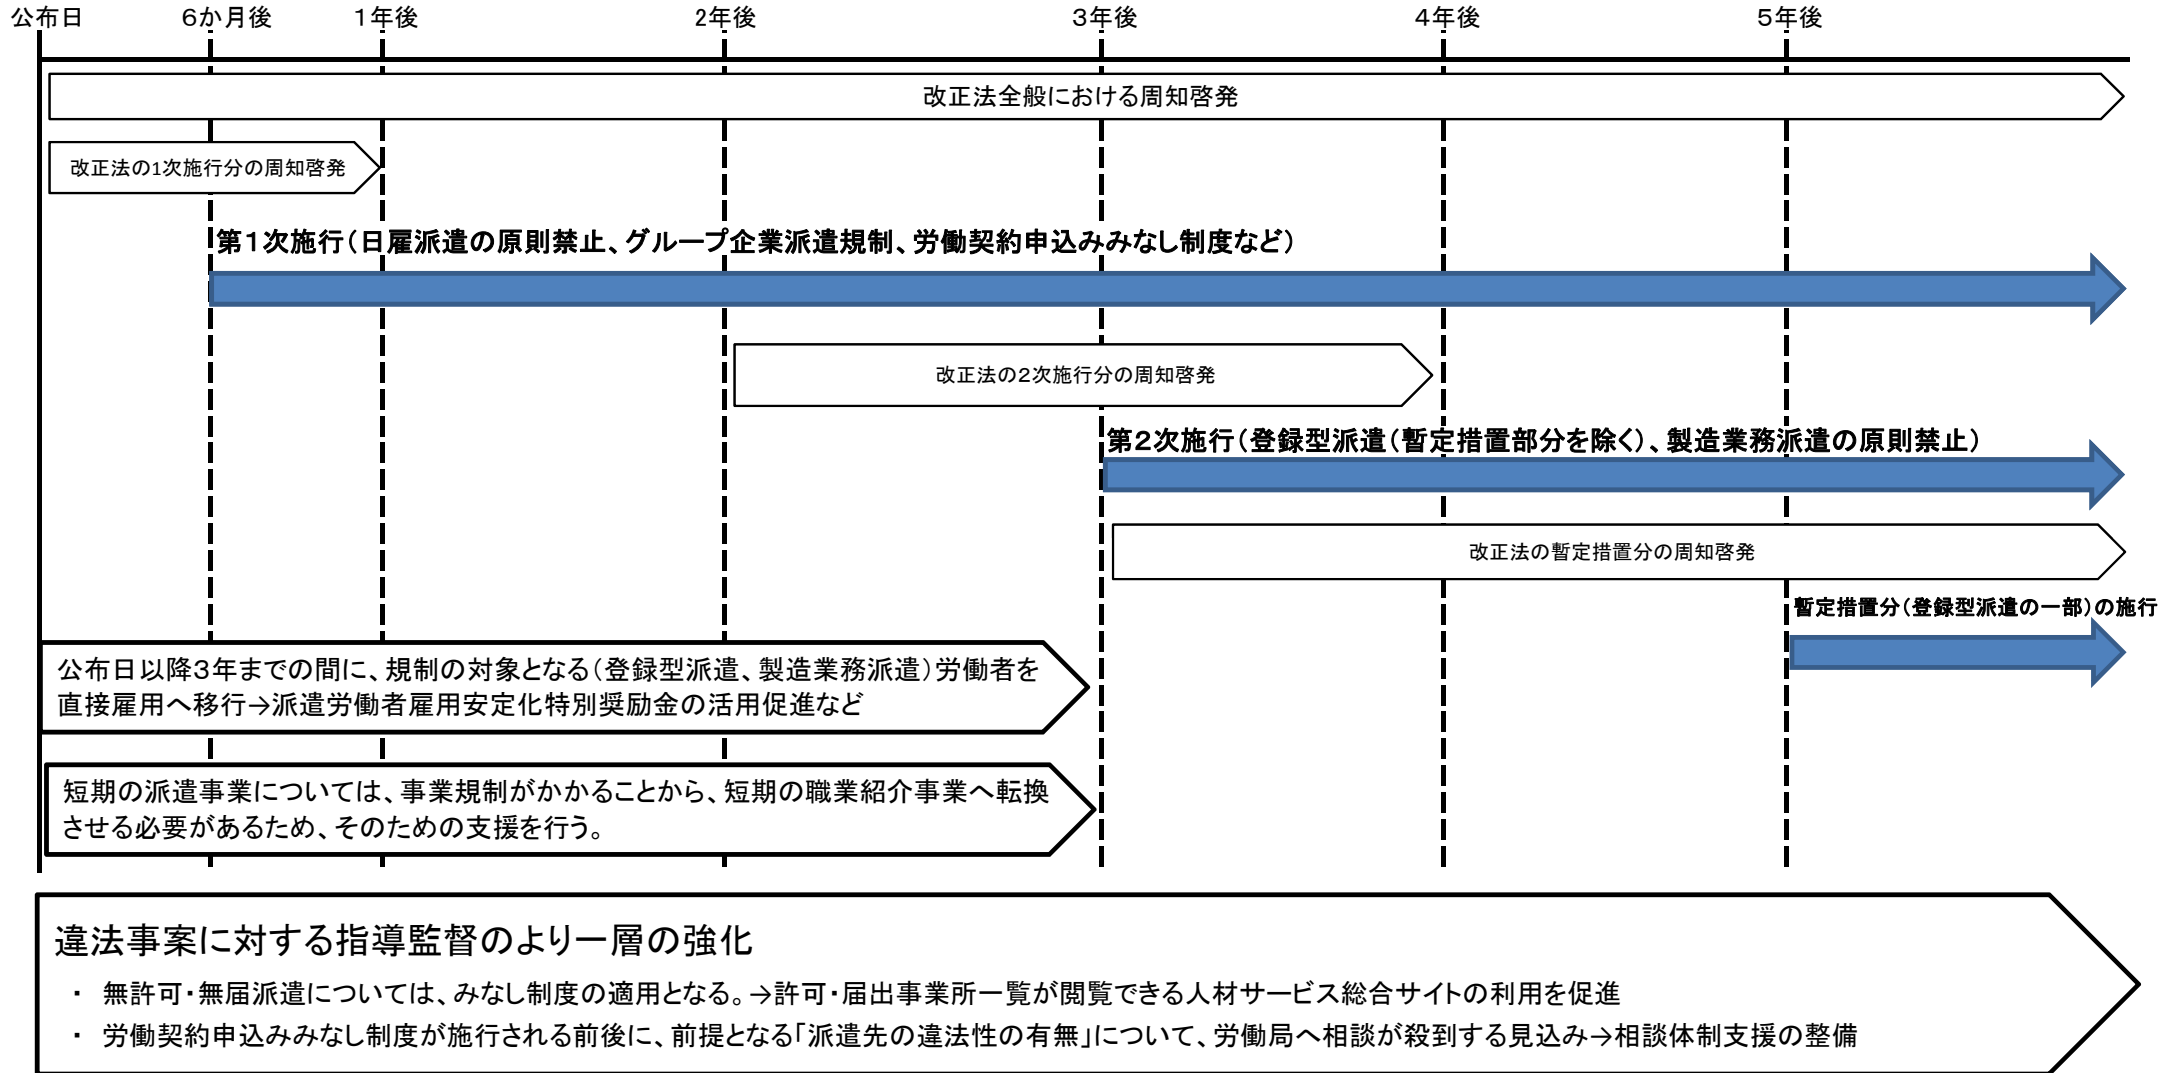 公布日 6か月後 1年後 2年後 3年後 4年後 5年後
改正法全般における周知啓発
改正法の1次施行分の周知啓発
第1次施行(日雇派遣の原則禁止、グループ企業派遣規制、労働契約申込みみなし制度など)
改正法の2次施行分の周知啓発
第2次施行(登録型派遣(暫定措置部分を除く)、製造業務派遣の原則禁止)
改正法の暫定措置分の周知啓発
暫定措置分(登録型派遣の一部)の施行
公布日以降3年までの間に、規制の対象となる(登録型派遣、製造業務派遣)労働者を
直接雇用へ移行→派遣労働者雇用安定化特別奨励金の活用促進など
短期の派遣事業については、事業規制がかかることから、短期の職業紹介事業へ転換
させる必要があるため、そのための支援を行う。
違法事案に対する指導監督のより一層の強化
・ 無許可・無届派遣については、みなし制度の適用となる。→許可・届出事業所一覧が閲覧できる人材サービス総合サイトの利用を促進
・ 労働契約申込みみなし制度が施行される前後に、前提となる「派遣先の違法性の有無」について、労働局へ相談が殺到する見込み→相談体制支援の整備